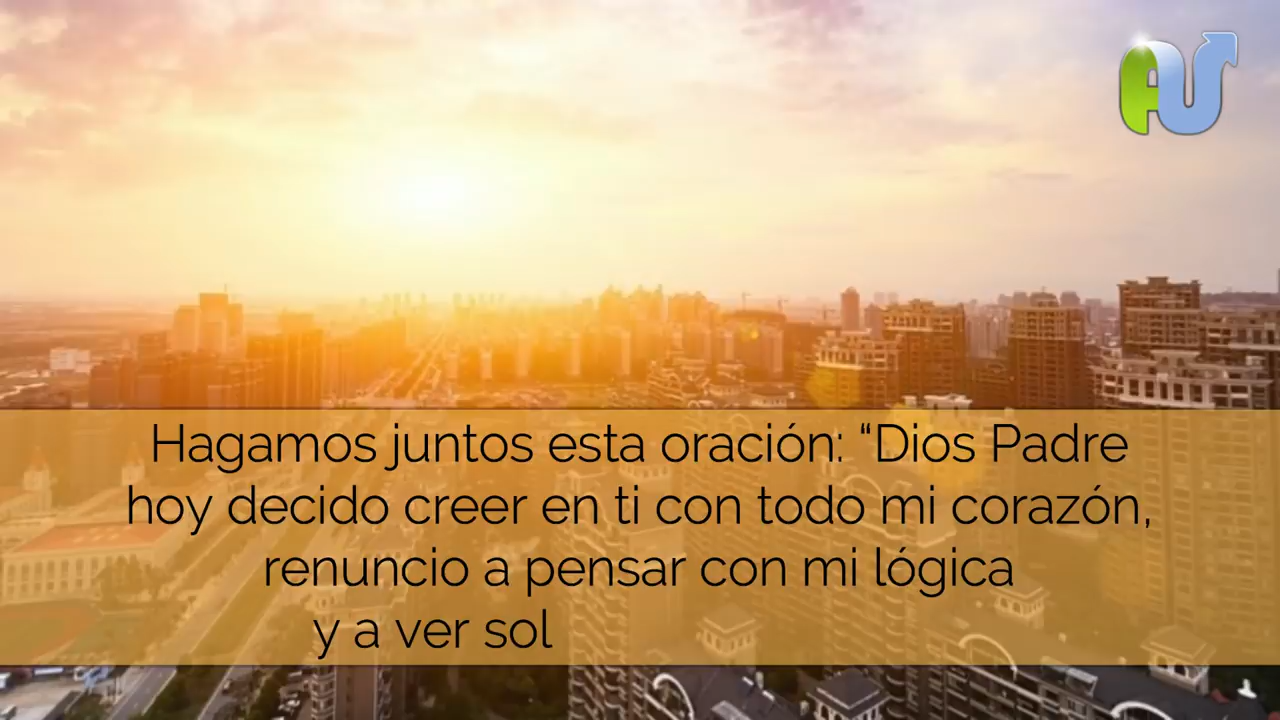 Hagamos juntos esta oración: “Dios Padre
hoy decido creer en ti con todo mi corazón,
renuncio a pensar con mi lógica
y a ver sol